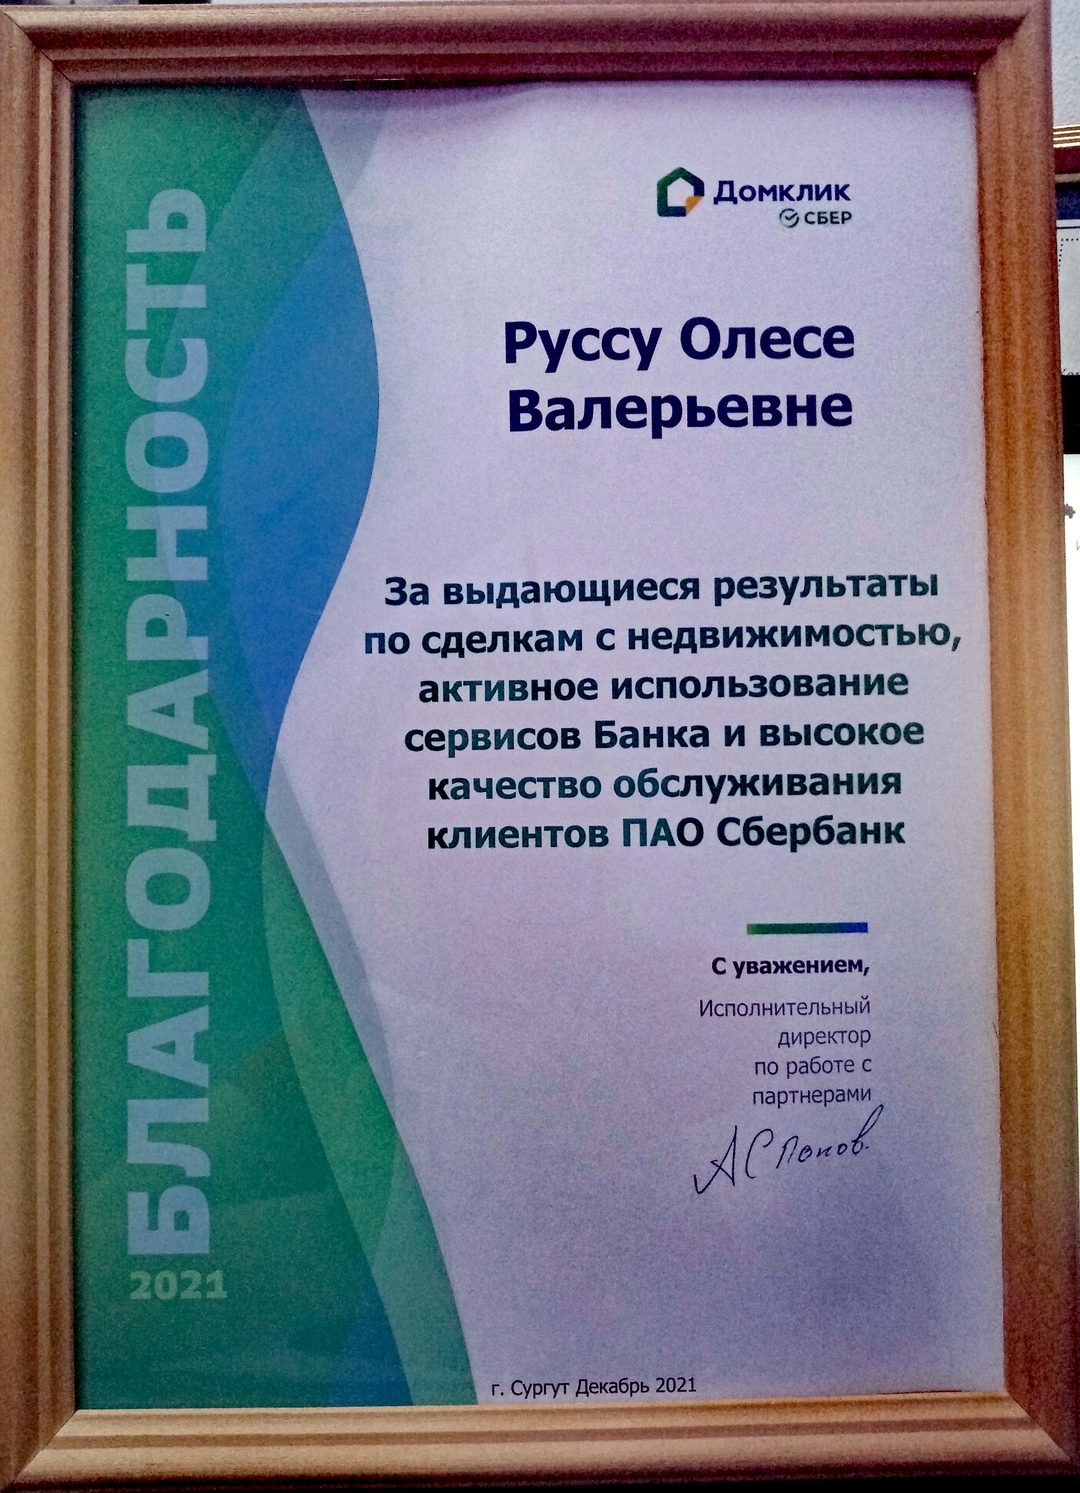 БЛАГОДАРНОСТЬ
2021
Домклик
СБЕР
Руссу Олесе
Валерьевне
За выдающиеся результаты
по сделкам с недвижимостью,
активное использование
сервисов Банка и высокое
качество обслуживания
клиентов ПАО Сбербанк
С уважением,
Исполнительный
директор
по работе с
партнерами
АС Попов.
г. Сургут Декабрь 2021